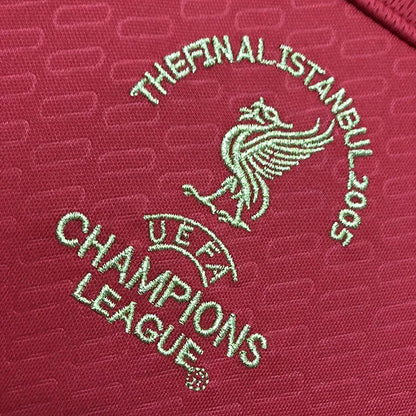 THEFINALISTANBUL 2005
UEFA
CHAMPIONS
LEAGUE